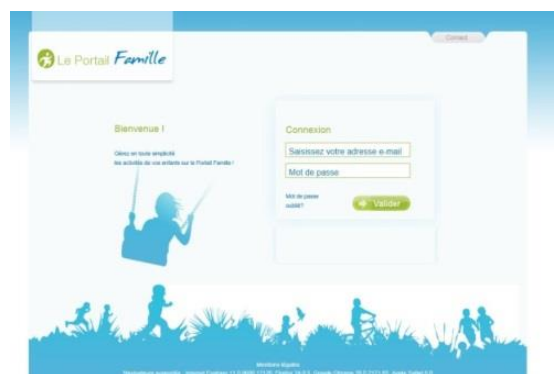 Contact
Le Portail Famille
Bienvenue !
Gérez en toute simplicité
les activités de vos enfants sur le Portail Famille !
Connexion
Saisissez votre adresse e-mail
Mot de passe
Mot de passe
oublié?
Valider
Mentions légales